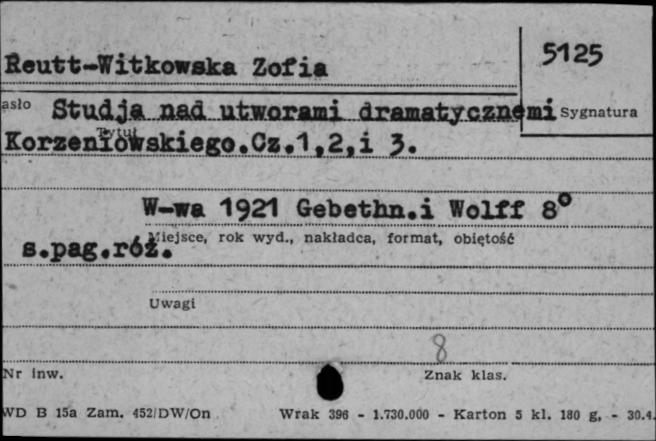 Reutt-Witkowska Zofia
5125
asło Studja nad utworami dramatycznemi Sygnatura
Tytuł
Korzeniowskiego.Cz.1,2,i 3.
W-wa 1921 Gebethn.i Wolff 8°
Miejsce, rok wyd., nakładca, format, obiętość
s.pag.róż.
Uwagi
8
Nr inw.
Znak klas.
WD B 15a Zam. 452/DW/On Wrak 396 - 1.730.000 - Karton 5 kl. 180 g, - 30.4.